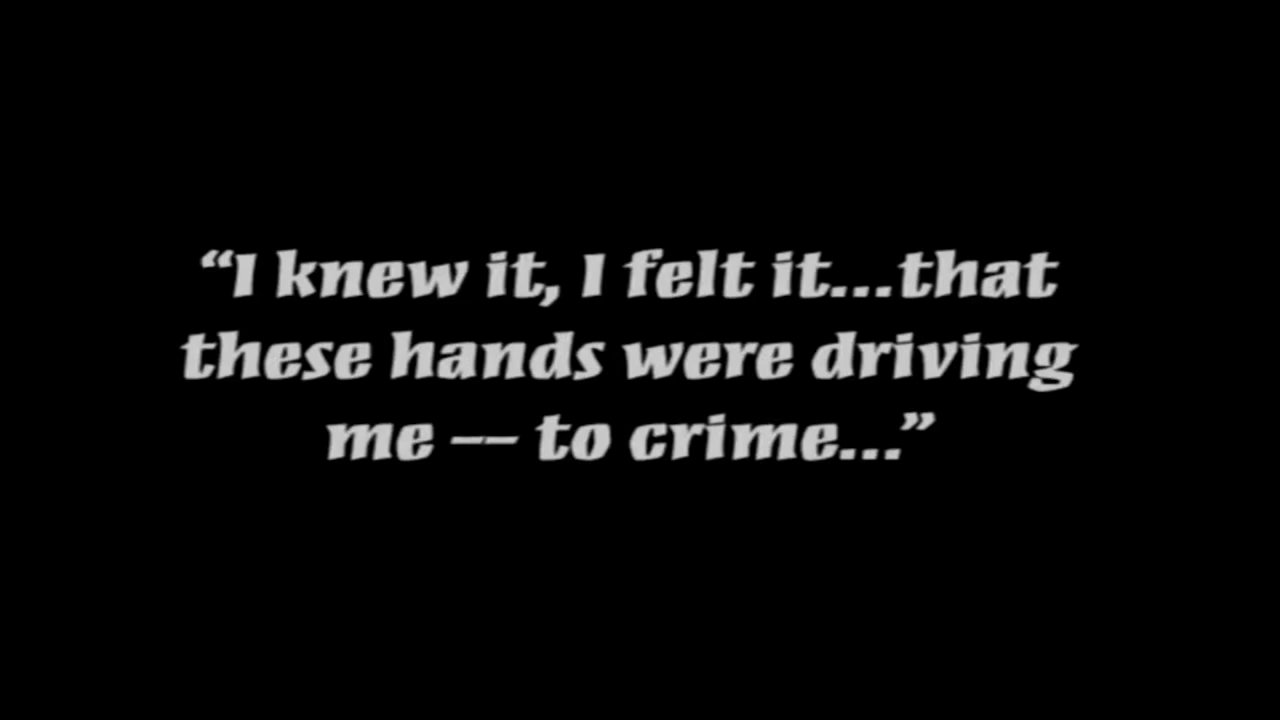 “I knew it, I felt it...that
these hands were driving
me -- to crime...”